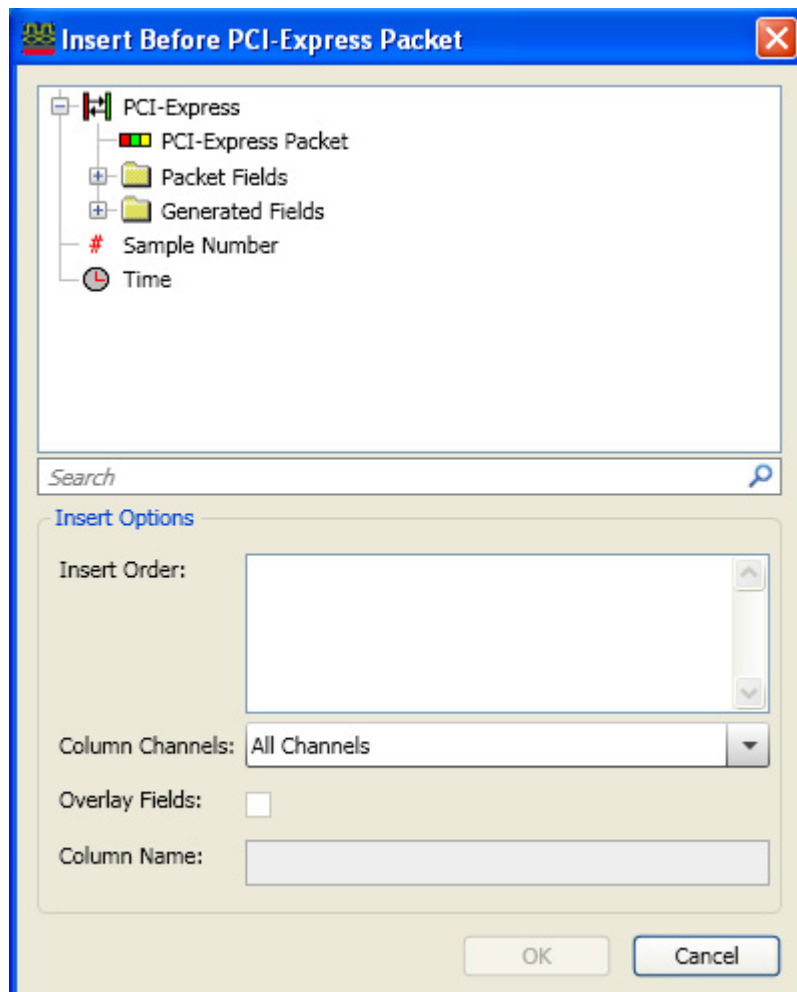 Insert Before PCI-Express Packet
PCI-Express
PCI-Express Packet
Packet Fields
Generated Fields
# Sample Number
Time
Search
Insert Options
Insert Order:
Column Channels: All Channels
Overlay Fields:
Column Name:
OK Cancel